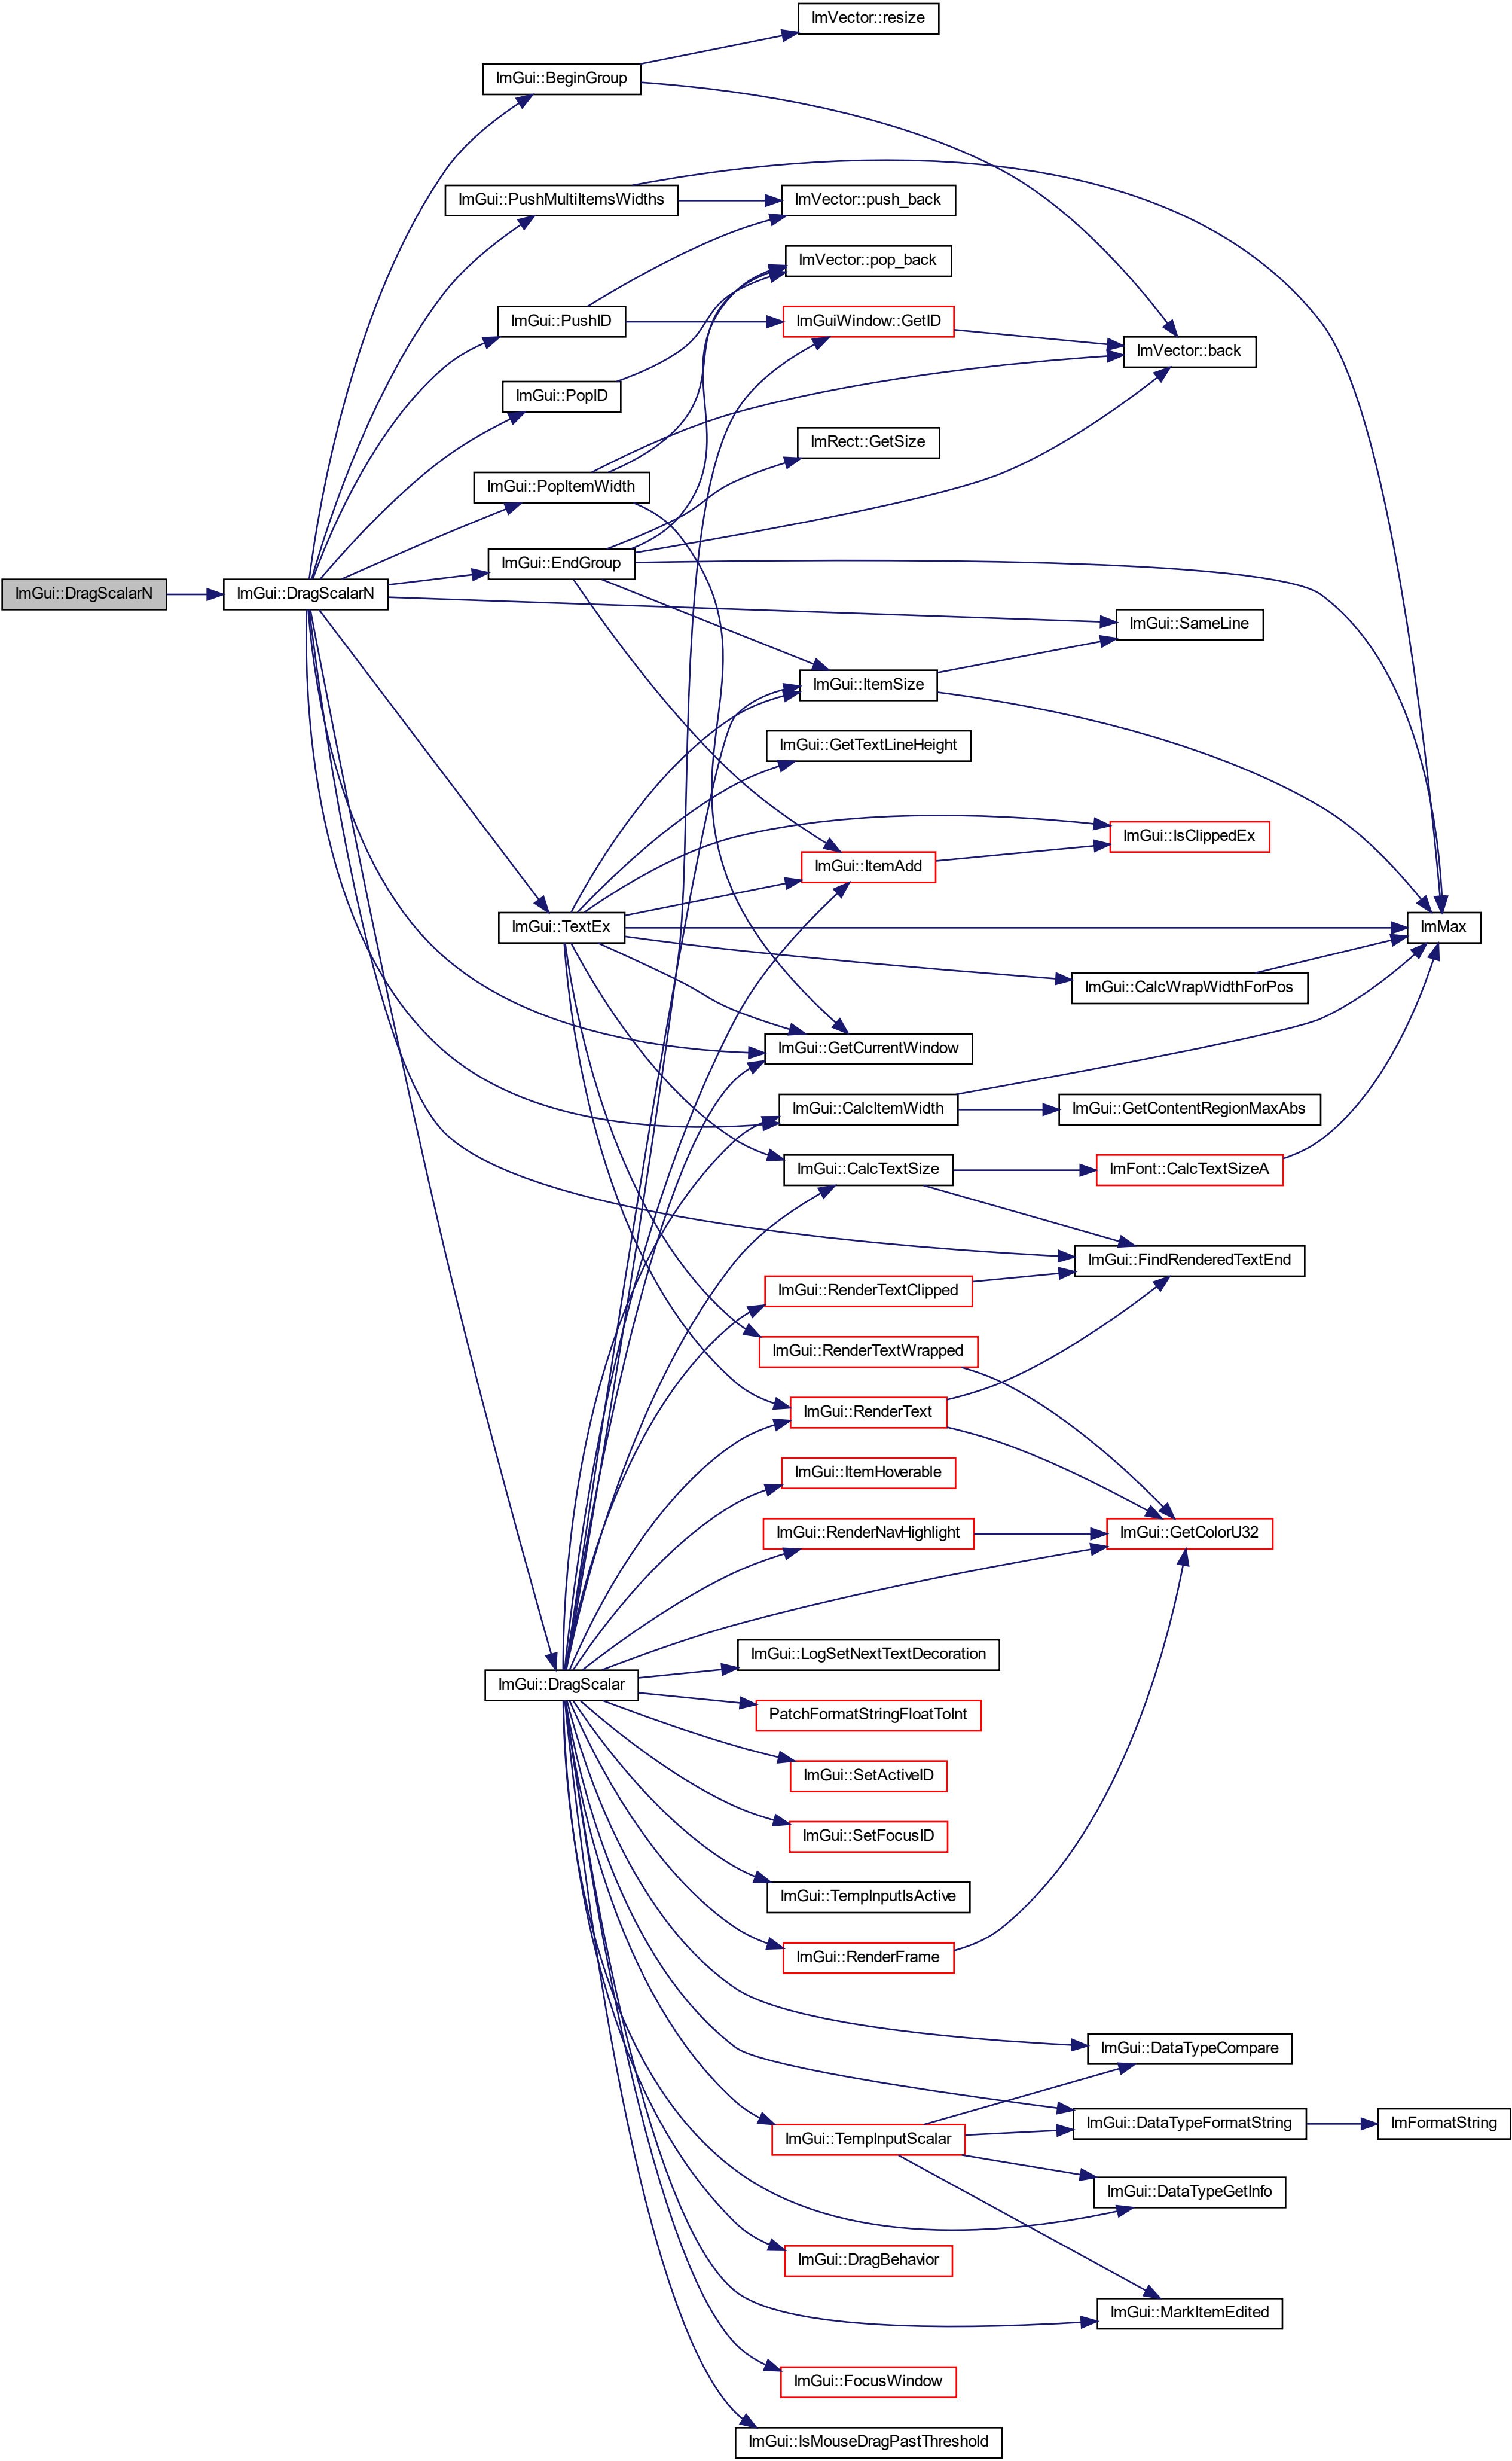 ImVector::resize
ImGui::BeginGroup
ImGui::PushMultiItemsWidths
ImVector::push_back
ImVector::pop_back
ImGui::PushID
ImGuiWindow::GetID
ImVector::back
ImGui::PopID
ImRect::GetSize
ImGui::PopItemWidth
ImGui::EndGroup
ImGui::DragScalarN
ImGui::DragScalarN
ImGui::SameLine
ImGui::ItemSize
ImGui::GetTextLineHeight
ImGui::IsClippedEx
ImGui::ItemAdd
ImGui::TextEx
ImMax
ImGui::CalcWrapWidthForPos
ImGui::GetCurrentWindow
ImGui::CalcItemWidth
ImGui::GetContentRegionMaxAbs
ImGui::CalcTextSize
ImFont::CalcTextSizeA
ImGui::FindRenderedTextEnd
ImGui::RenderTextClipped
ImGui::RenderTextWrapped
ImGui::RenderText
ImGui::ItemHoverable
ImGui::RenderNavHighlight
ImGui::GetColorU32
ImGui::LogSetNextTextDecoration
ImGui::DragScalar
PatchFormatStringFloatToInt
ImGui::SetActiveID
ImGui::SetFocusID
ImGui::TempInputIsActive
ImGui::RenderFrame
ImGui::DataTypeCompare
ImGui::DataTypeFormatString
ImFormatString
ImGui::TempInputScalar
ImGui::DataTypeGetInfo
ImGui::DragBehavior
ImGui::MarkItemEdited
ImGui::FocusWindow
ImGui::IsMouseDragPastThreshold